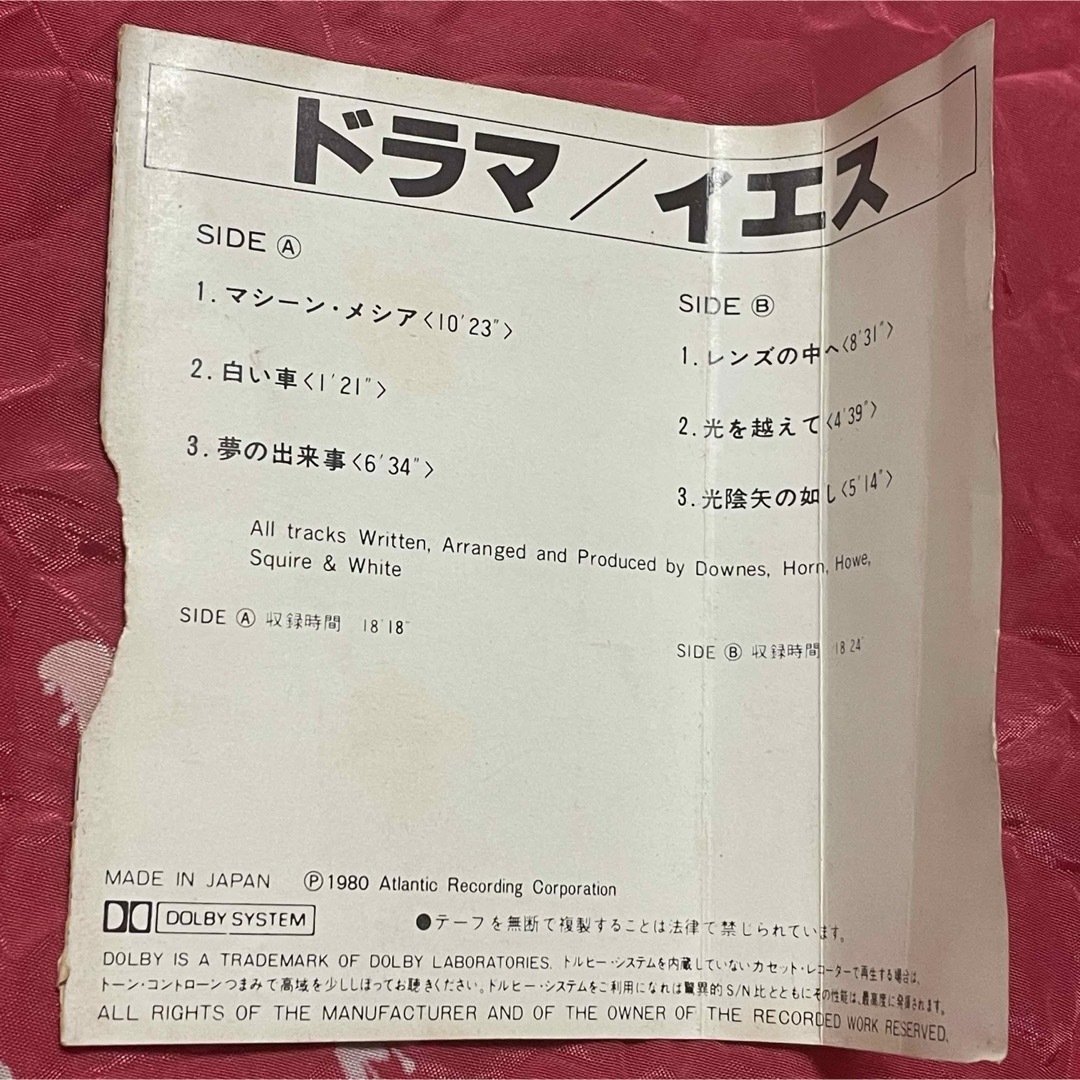 ドラマ/イエス
SIDE Ⓐ
1. マシーン・メシア〈10′23″〉
2. 白い車〈1′21″〉
3. 夢の出来事〈6′34″〉
SIDE Ⓑ
1. レンズの中へ〈8′31″〉
2. 光を越えて〈4′39″〉
3. 光陰矢の如し〈5′14″〉
All tracks Written, Arranged and Produced by Downes, Horn, Howe,
Squire & White
SIDE Ⓐ 収録時間 18′18″
SIDE Ⓑ 収録時間 18′24″
MADE IN JAPAN Ⓟ1980 Atlantic Recording Corporation
DOLBY SYSTEM
●テープを無断で複製することは法律で禁じられています。
DOLBY IS A TRADEMARK OF DOLBY LABORATORIES. ドルビー・システムを内蔵していないカセット・レコーダーで再生する場合は、
トーン・コントロールつまみで高域を少ししぼってお聴きください。ドルビー・システムをご利用になれば驚異的S/N比とともにその性能は、最高度に発揮されます。
ALL RIGHTS OF THE MANUFACTURER AND OF THE OWNER OF THE RECORDED WORK RESERVED.